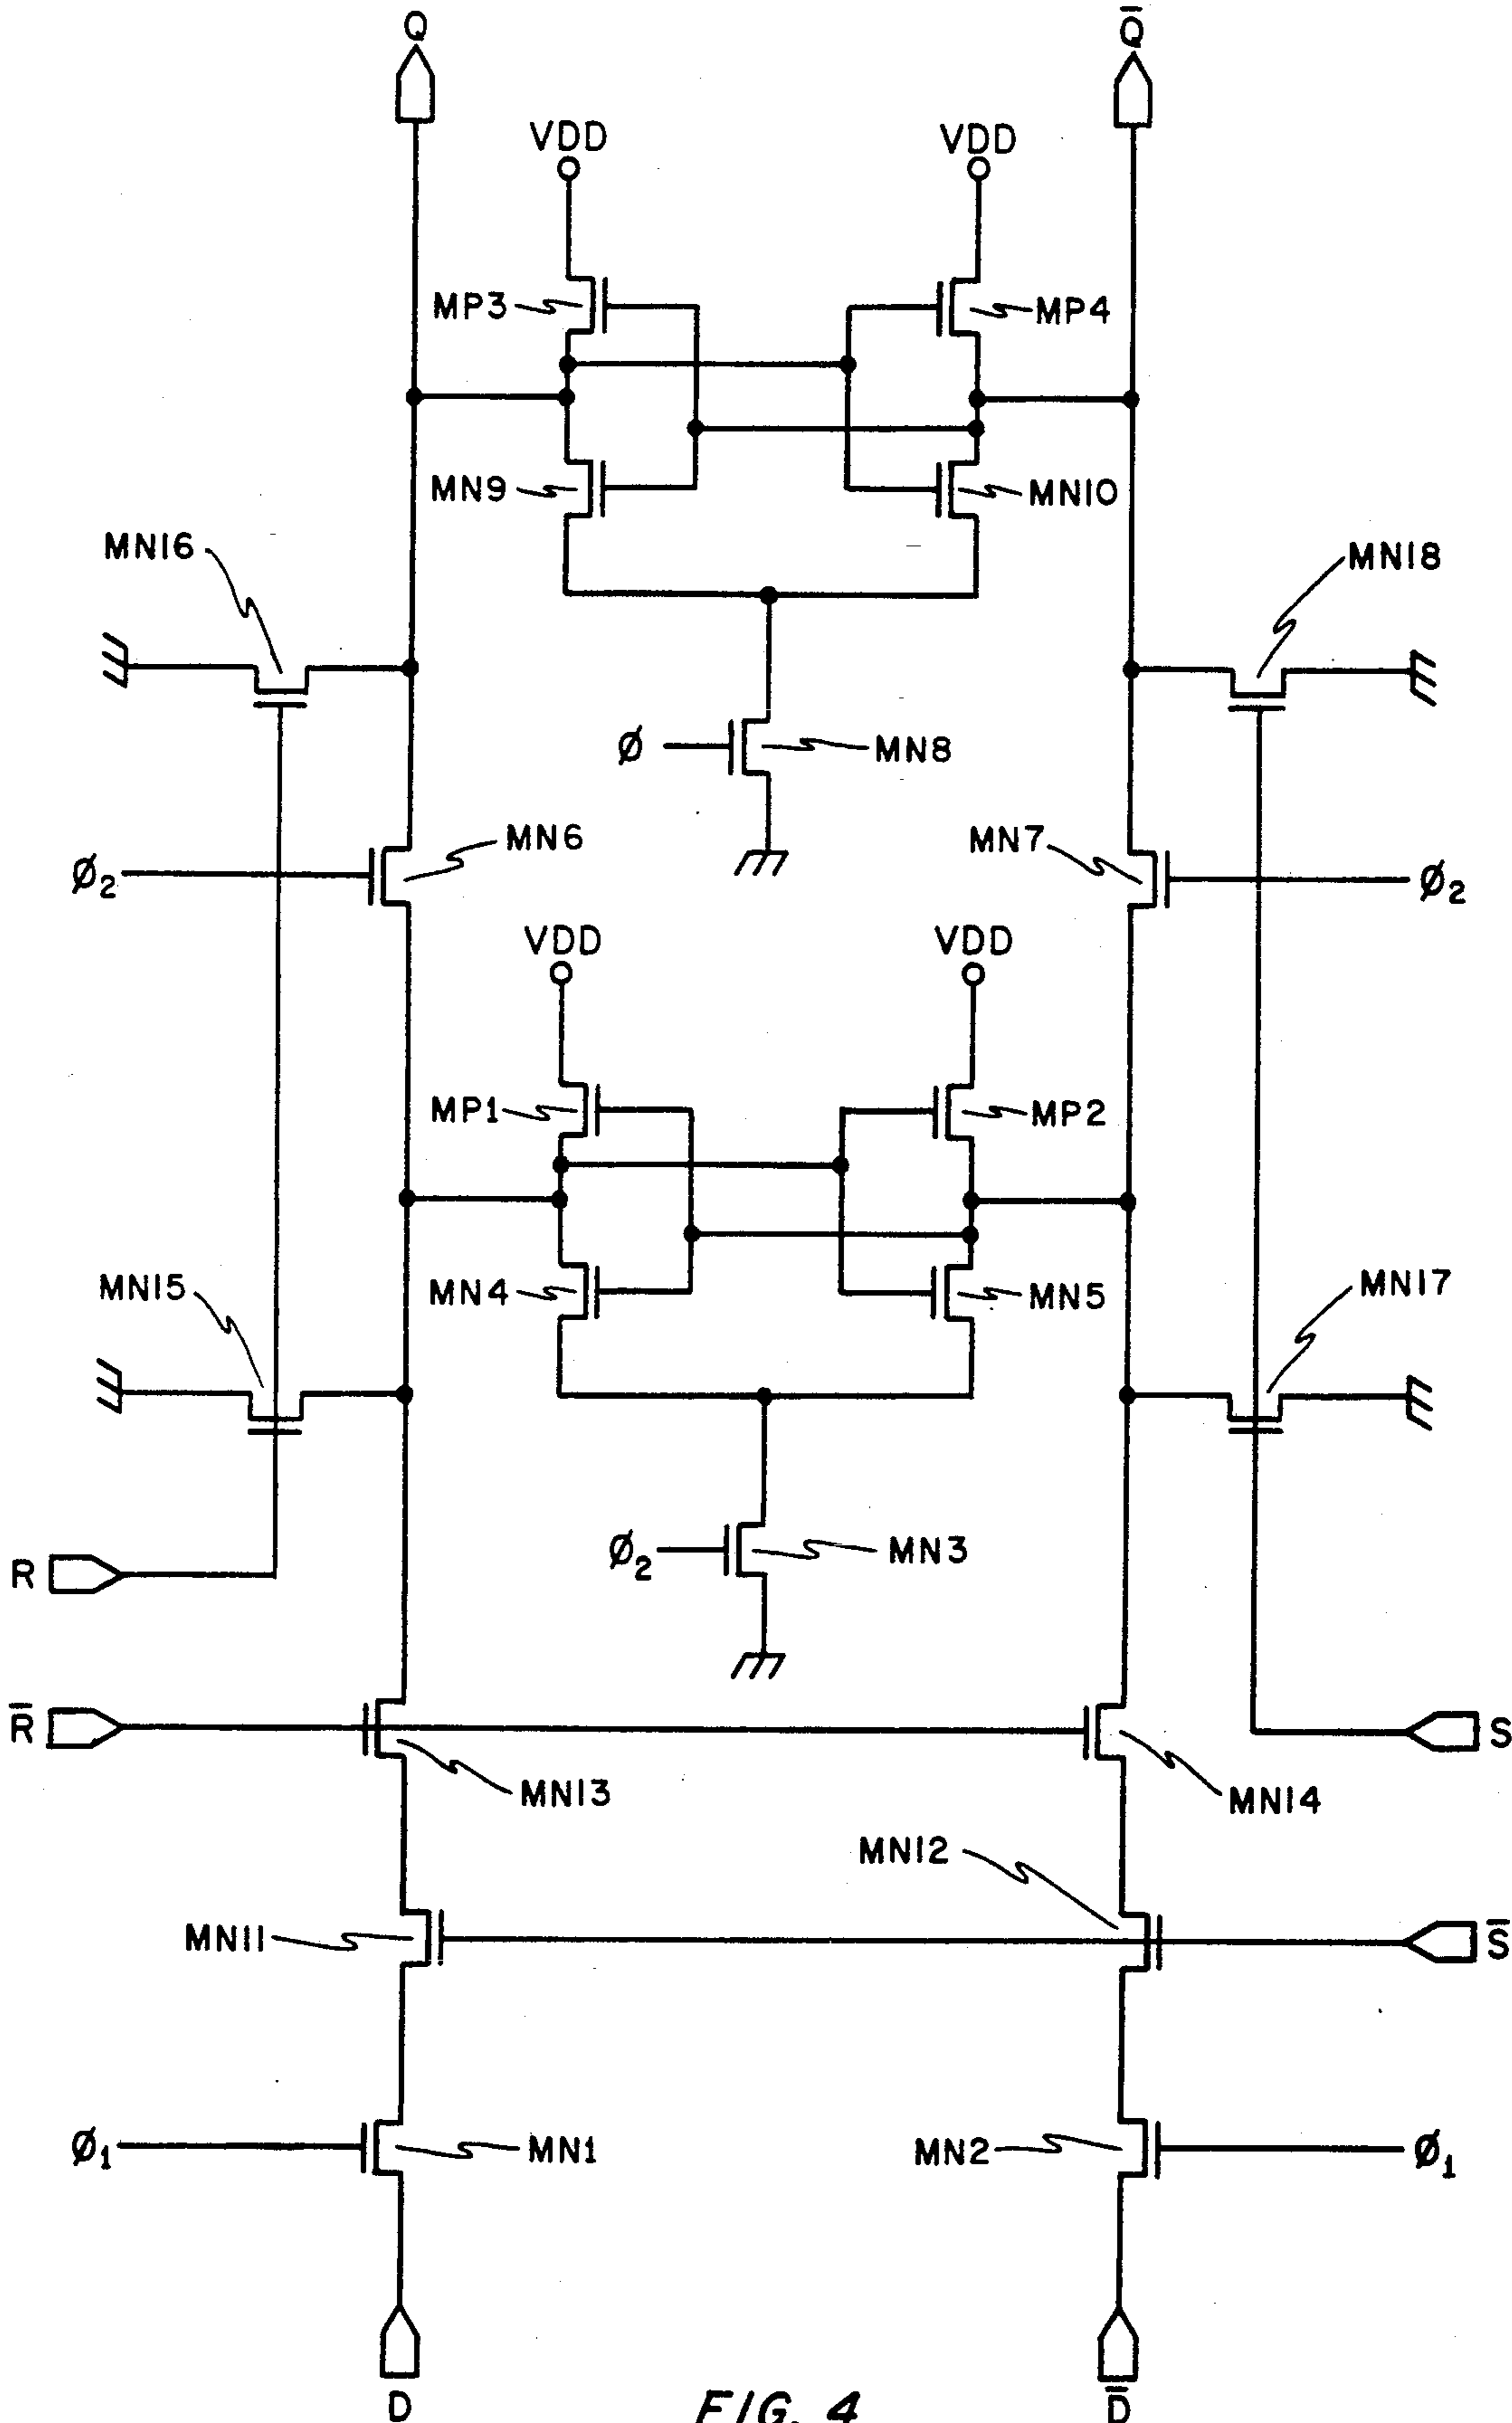 Q Q̅
VDD VDD
MP3 MP4
MN9 MN10
MN16 MN18
Ø MN8
MN6 MN7
Ø₂ Ø₂
VDD VDD
MP1 MP2
MN4 MN5
MN15 MN17
Ø₂ MN3
R
R̅ S
MN13 MN14
MN12
MN11 S̅
Ø₁ MN1 MN2 Ø₁
D FIG. 4 D̅